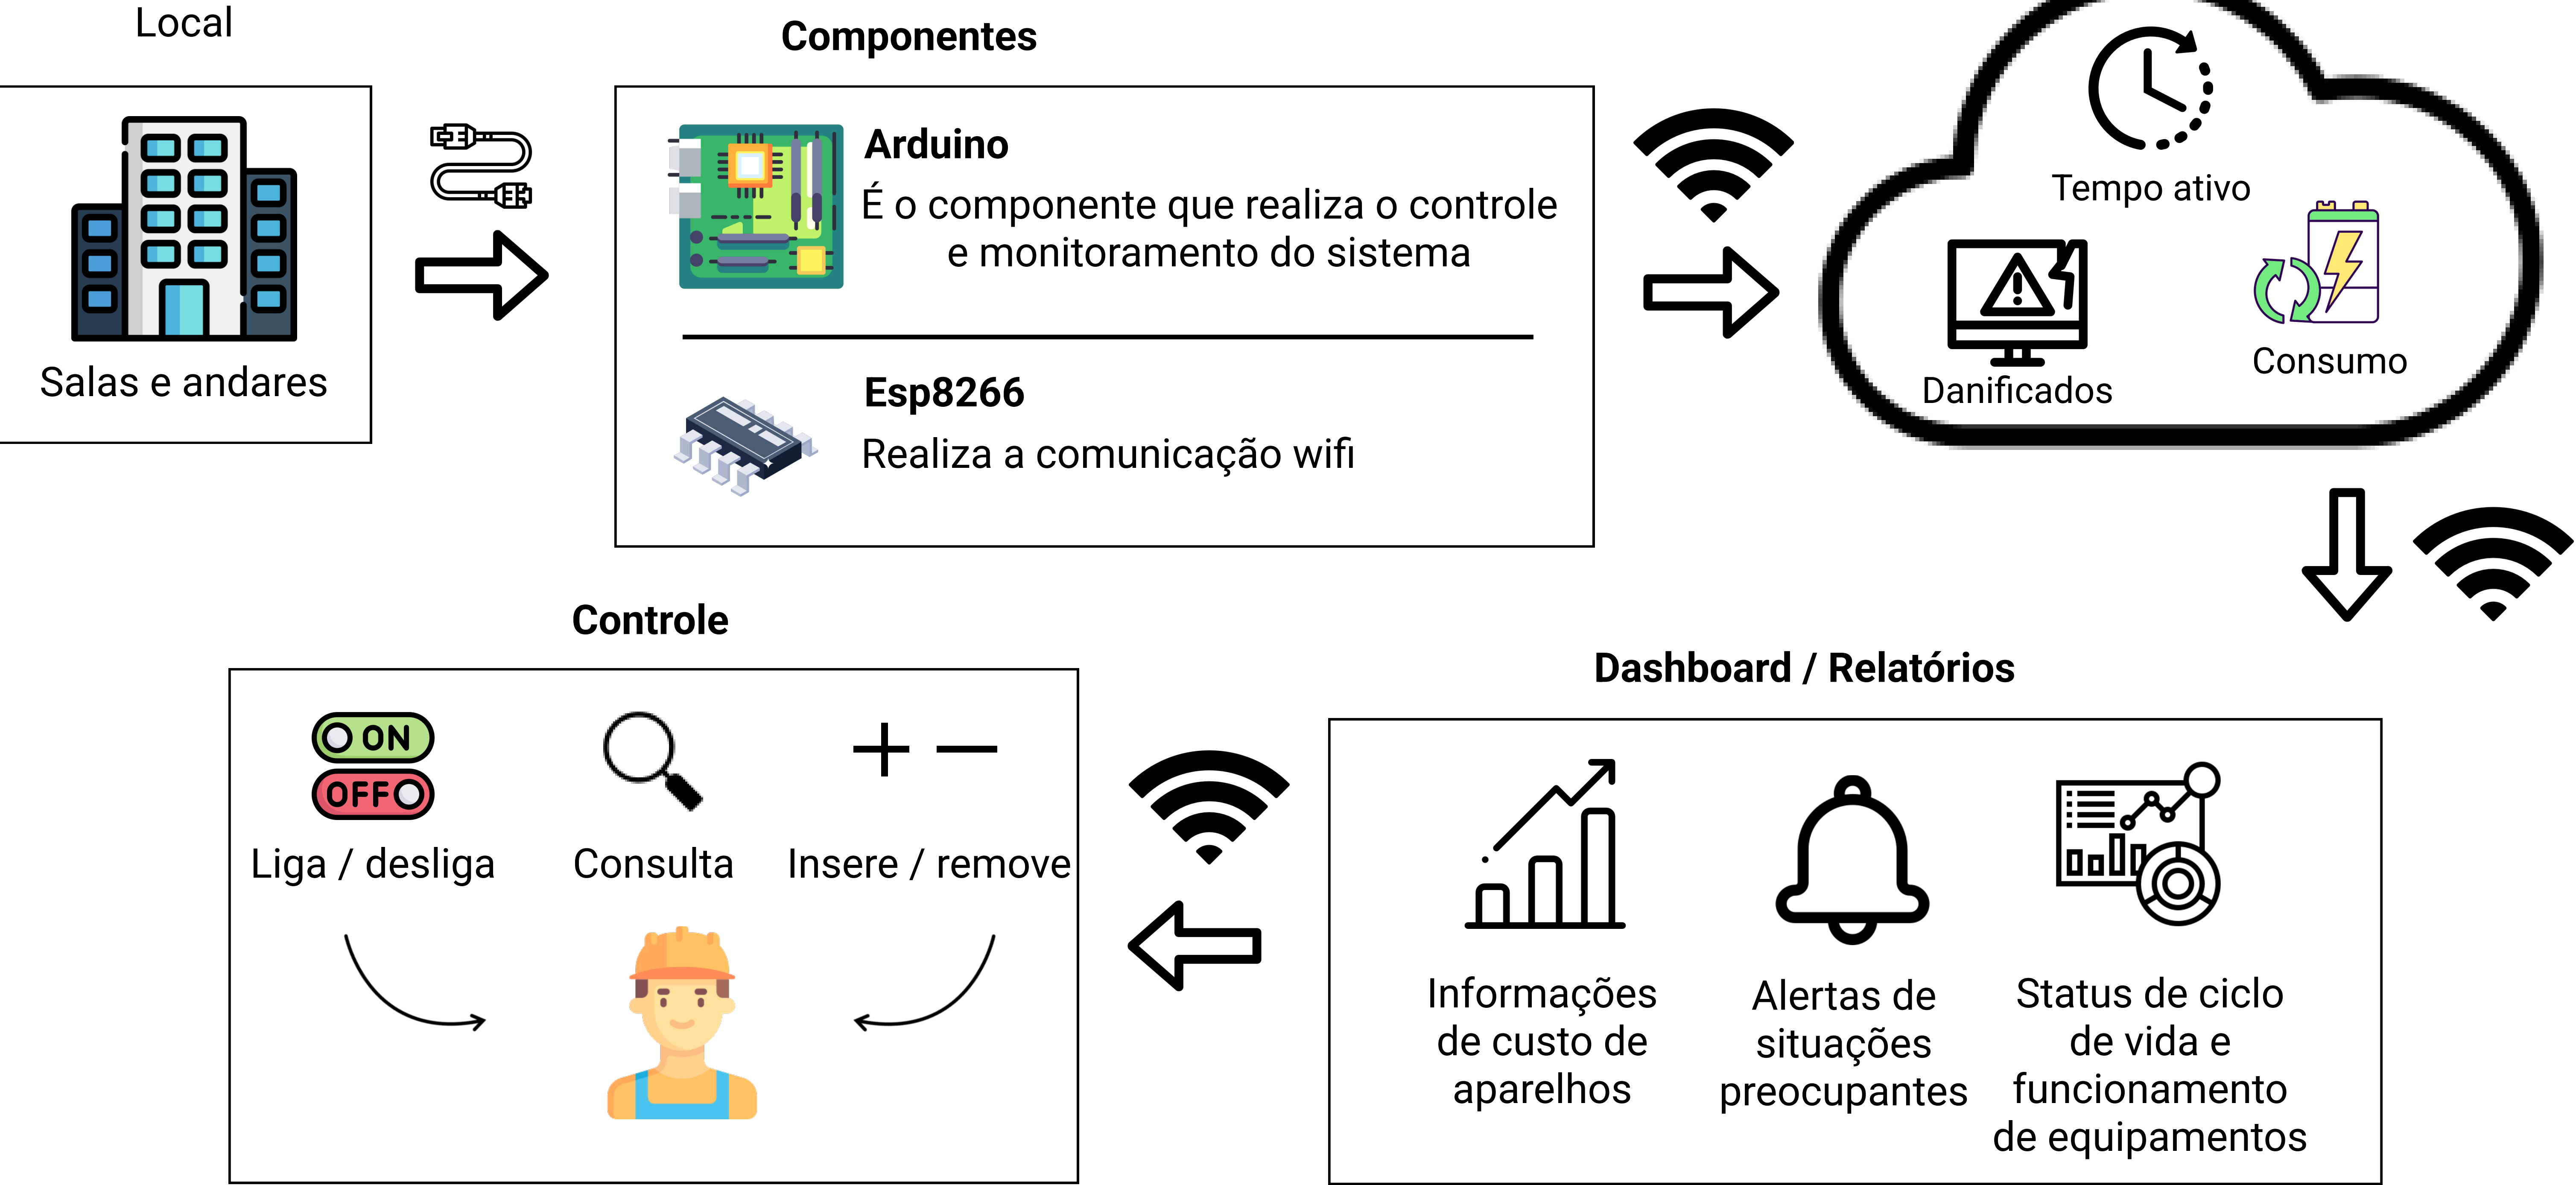 Local
Salas e andares
Componentes
Arduino
É o componente que realiza o controle
e monitoramento do sistema
Esp8266
Realiza a comunicação wifi
Tempo ativo
Danificados
Consumo
Controle
ON
OFF
Liga / desliga
Consulta
Insere / remove
Dashboard / Relatórios
Informações
de custo de
aparelhos
Alertas de
situações
preocupantes
Status de ciclo
de vida e
funcionamento
de equipamentos